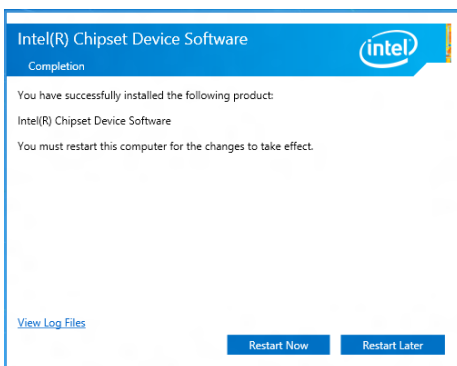 Intel(R) Chipset Device Software
intel
Completion
You have successfully installed the following product:
Intel(R) Chipset Device Software
You must restart this computer for the changes to take effect.
View Log Files
Restart Now
Restart Later